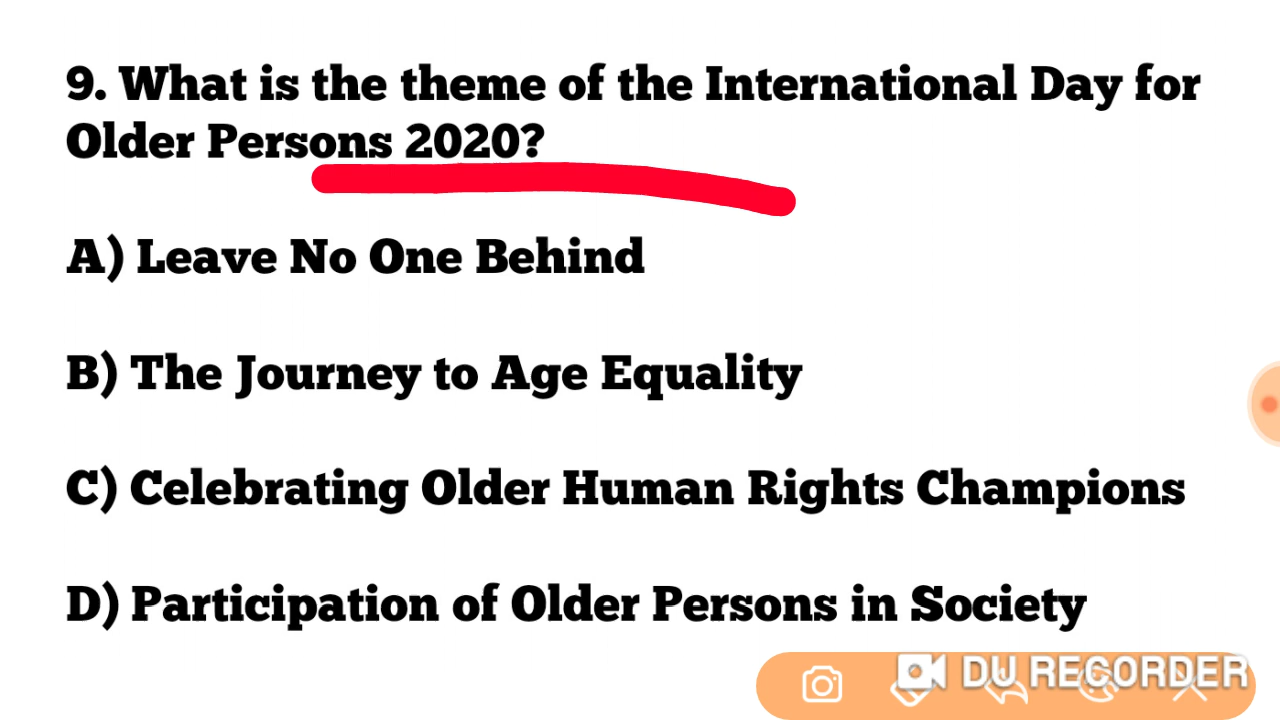 9. What is the theme of the International Day for
Older Persons 2020?
A) Leave No One Behind
B) The Journey to Age Equality
C) Celebrating Older Human Rights Champions
D) Participation of Older Persons in Society
DU RECORDER